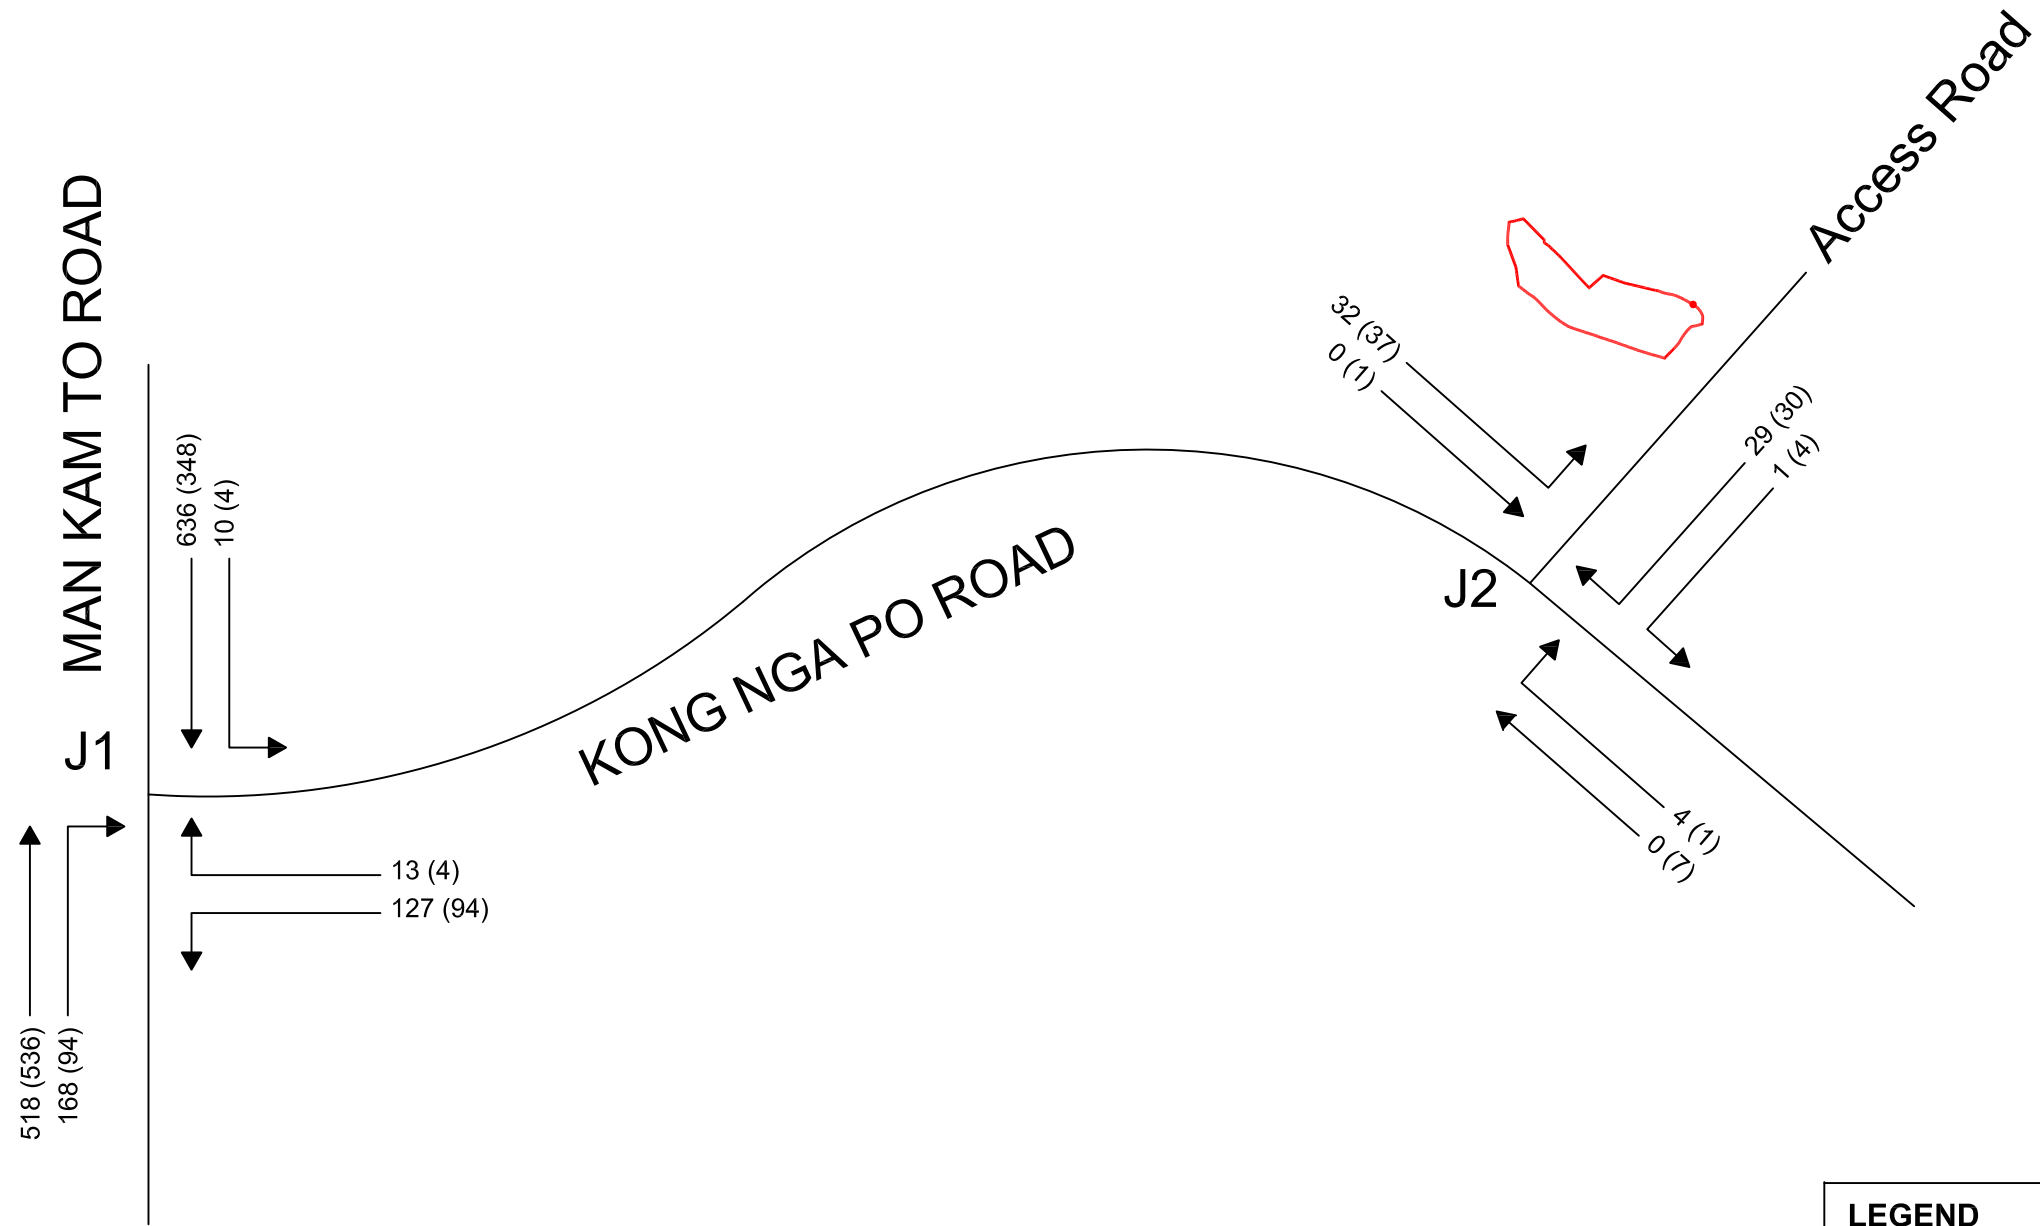 Access Road
MAN KAM TO ROAD
32 (37)
0 (1)
29 (30)
1 (4)
636 (348)
10 (4)
KONG NGA PO ROAD
J2
J1
4 (1)
0 (7)
13 (4)
127 (94)
518 (536)
168 (94)
LEGEND